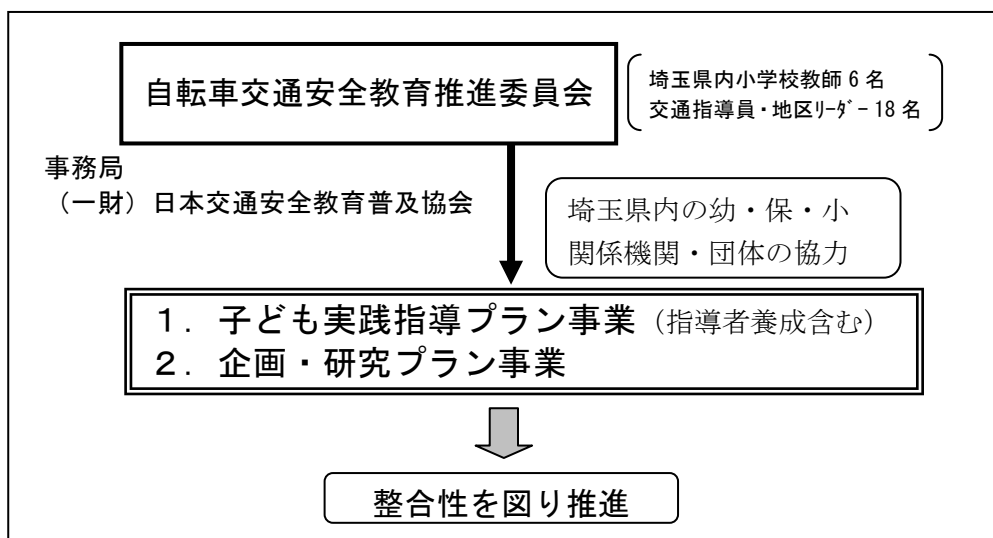 自転車交通安全教育推進委員会
埼玉県内小学校教師 6 名
交通指導員・地区ﾘｰﾀﾞｰ 18 名
事務局
（一財）日本交通安全教育普及協会
埼玉県内の幼・保・小
関係機関・団体の協力
１．子ども実践指導プラン事業（指導者養成含む）
２．企画・研究プラン事業
整合性を図り推進